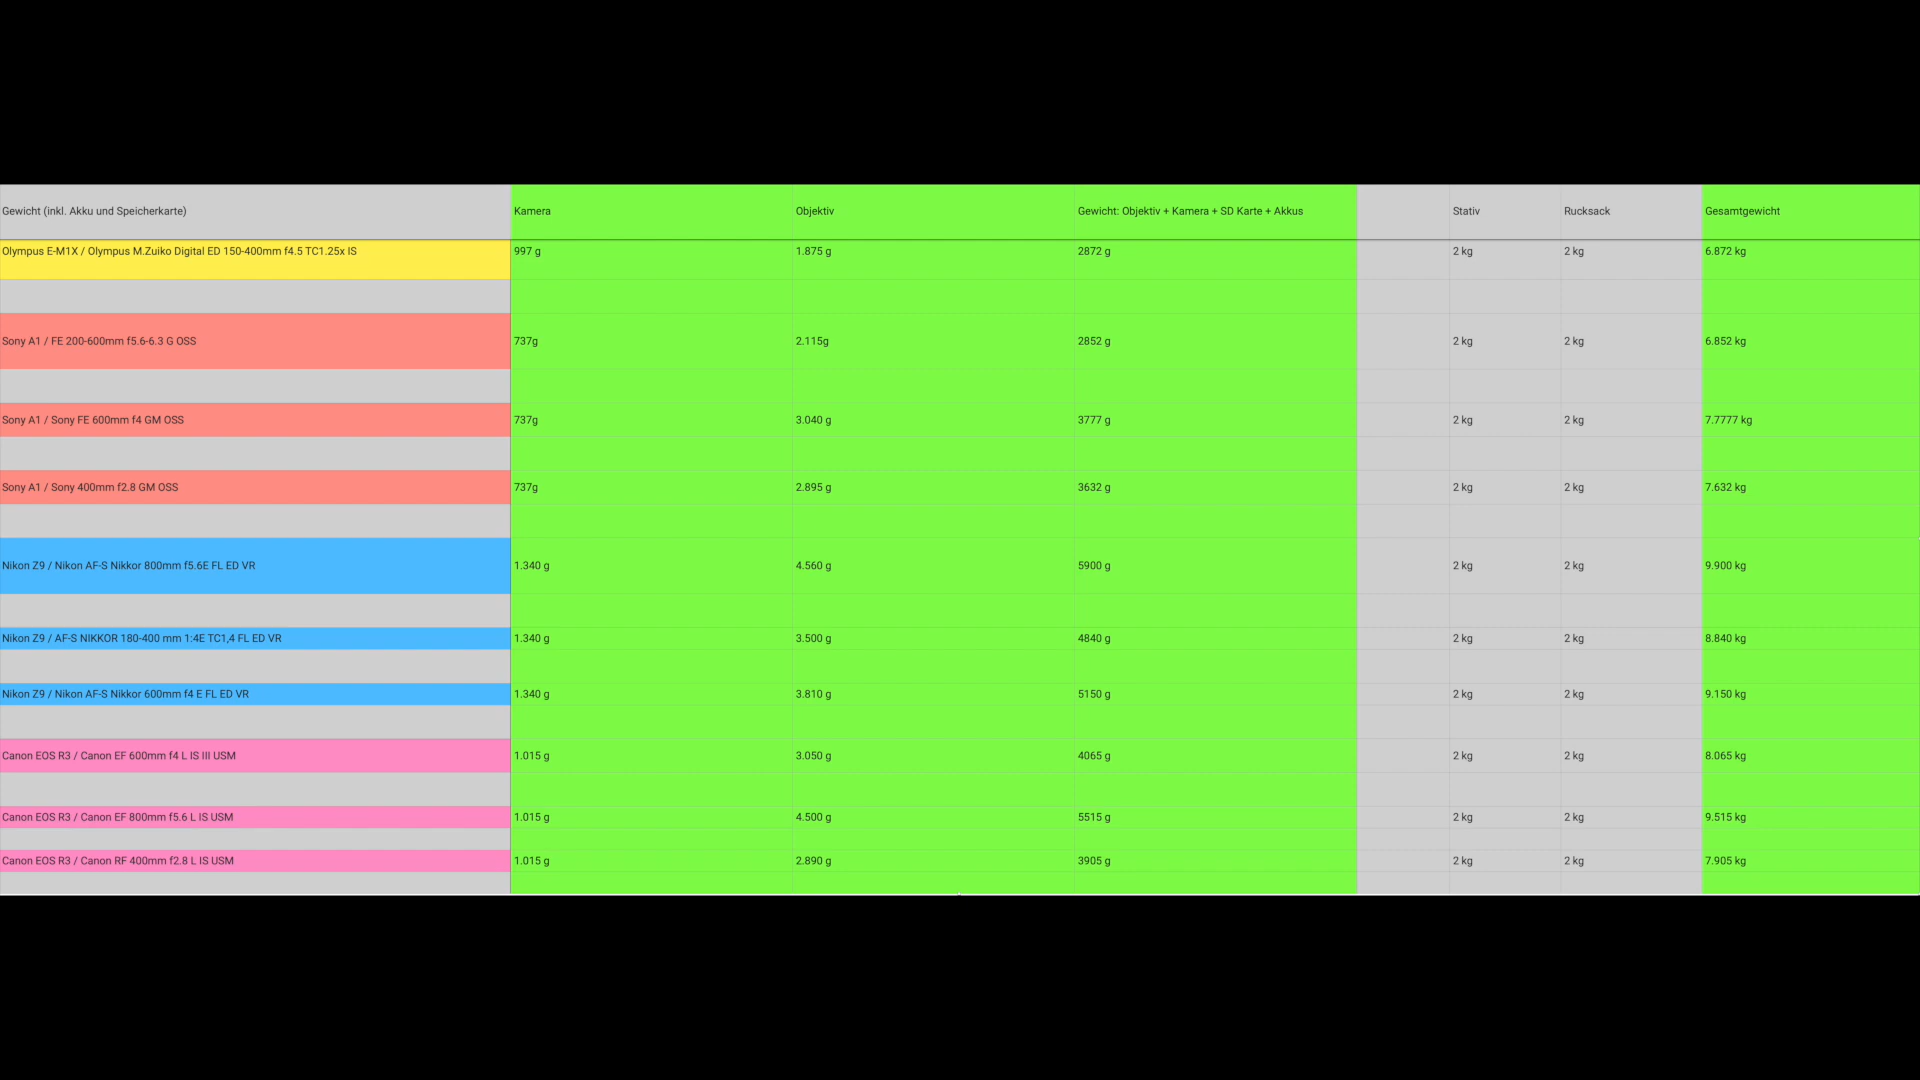 Gewicht (inkl. Akku und Speicherkarte) Kamera Objektiv Gewicht: Objektiv + Kamera + SD Karte + Akkus Stativ Rucksack Gesamtgewicht
Olympus E-M1X / Olympus M.Zuiko Digital ED 150-400mm f4.5 TC1.25x IS 997 g 1.875 g 2872 g 2 kg 2 kg 6.872 kg
Sony A1 / FE 200-600mm f5.6-6.3 G OSS 737g 2.115g 2852 g 2 kg 2 kg 6.852 kg
Sony A1 / Sony FE 600mm f4 GM OSS 737g 3.040 g 3777 g 2 kg 2 kg 7.7777 kg
Sony A1 / Sony 400mm f2.8 GM OSS 737g 2.895 g 3632 g 2 kg 2 kg 7.632 kg
Nikon Z9 / Nikon AF-S Nikkor 800mm f5.6E FL ED VR 1.340 g 4.560 g 5900 g 2 kg 2 kg 9.900 kg
Nikon Z9 / AF-S NIKKOR 180-400 mm 1:4E TC1,4 FL ED VR 1.340 g 3.500 g 4840 g 2 kg 2 kg 8.840 kg
Nikon Z9 / Nikon AF-S Nikkor 600mm f4 E FL ED VR 1.340 g 3.810 g 5150 g 2 kg 2 kg 9.150 kg
Canon EOS R3 / Canon EF 600mm f4 L IS III USM 1.015 g 3.050 g 4065 g 2 kg 2 kg 8.065 kg
Canon EOS R3 / Canon EF 800mm f5.6 L IS USM 1.015 g 4.500 g 5515 g 2 kg 2 kg 9.515 kg
Canon EOS R3 / Canon RF 400mm f2.8 L IS USM 1.015 g 2.890 g 3905 g 2 kg 2 kg 7.905 kg